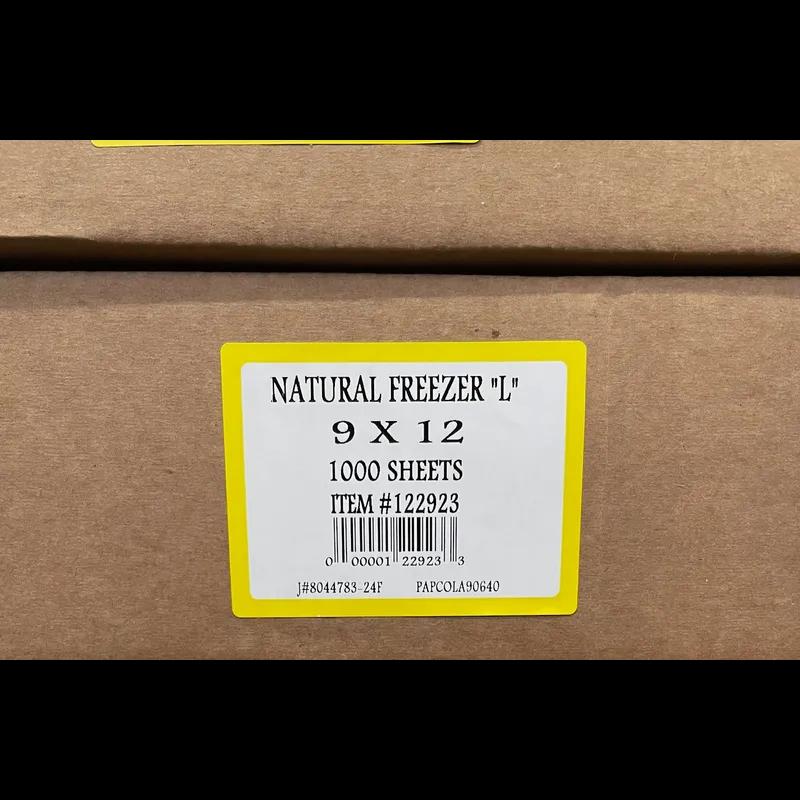 NATURAL FREEZER "L"
9 X 12
1000 SHEETS
ITEM #122923
0 00001 22923 3
J#8044783-24F PAPCOLA90640